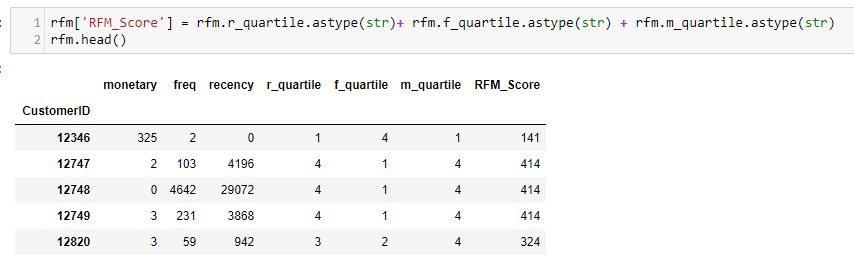 1 rfm['RFM_Score'] = rfm.r_quartile.astype(str)+ rfm.f_quartile.astype(str) + rfm.m_quartile.astype(str)
2 rfm.head()
monetary freq recency r_quartile f_quartile m_quartile RFM_Score
CustomerID
12346 325 2 0 1 4 1 141
12747 2 103 4196 4 1 4 414
12748 0 4642 29072 4 1 4 414
12749 3 231 3868 4 1 4 414
12820 3 59 942 3 2 4 324